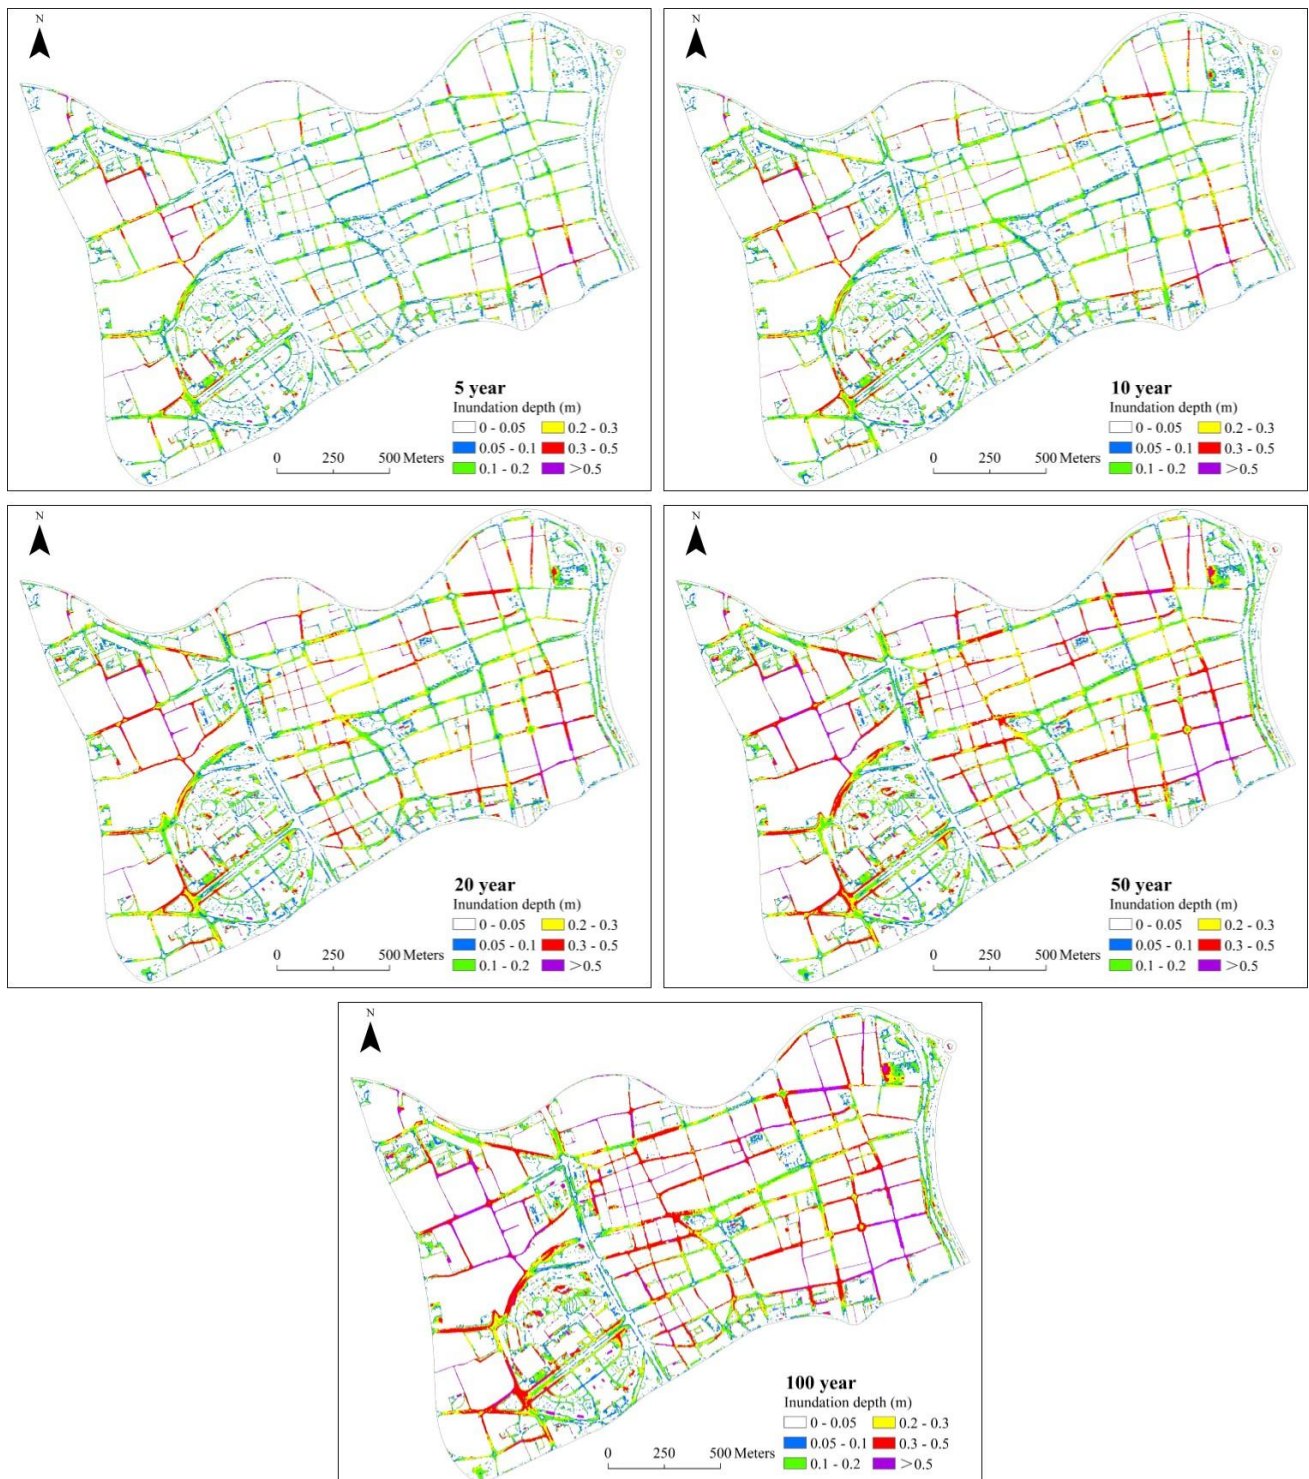 N
5 year
Inundation depth (m)
0 - 0.05 0.2 - 0.3
0.05 - 0.1 0.3 - 0.5
0.1 - 0.2 >0.5
0 250 500 Meters
N
10 year
Inundation depth (m)
0 - 0.05 0.2 - 0.3
0.05 - 0.1 0.3 - 0.5
0.1 - 0.2 >0.5
0 250 500 Meters
N
20 year
Inundation depth (m)
0 - 0.05 0.2 - 0.3
0.05 - 0.1 0.3 - 0.5
0.1 - 0.2 >0.5
0 250 500 Meters
N
50 year
Inundation depth (m)
0 - 0.05 0.2 - 0.3
0.05 - 0.1 0.3 - 0.5
0.1 - 0.2 >0.5
0 250 500 Meters
N
100 year
Inundation depth (m)
0 - 0.05 0.2 - 0.3
0.05 - 0.1 0.3 - 0.5
0.1 - 0.2 >0.5
0 250 500 Meters